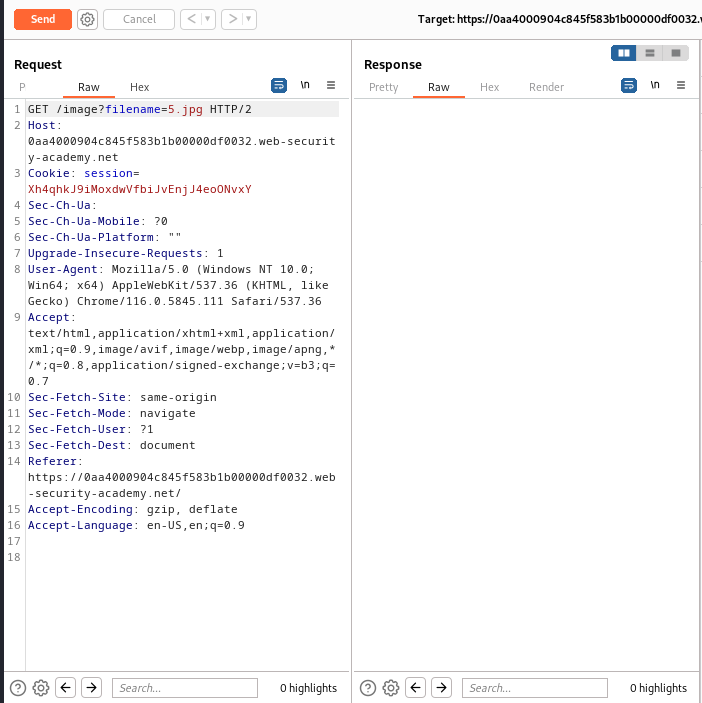 Send Cancel < > Target: https://0aa4000904c845f583b1b00000df0032.
Request
P Raw Hex \n
1 GET /image?filename=5.jpg HTTP/2
2 Host:
0aa4000904c845f583b1b00000df0032.web-securit
y-academy.net
3 Cookie: session=
Xh4qhkJ9iMoxdwVfbiJvEnjJ4eoONvxY
4 Sec-Ch-Ua:
5 Sec-Ch-Ua-Mobile: ?0
6 Sec-Ch-Ua-Platform: ""
7 Upgrade-Insecure-Requests: 1
8 User-Agent: Mozilla/5.0 (Windows NT 10.0;
Win64; x64) AppleWebKit/537.36 (KHTML, like
Gecko) Chrome/116.0.5845.111 Safari/537.36
9 Accept:
text/html,application/xhtml+xml,application/
xml;q=0.9,image/avif,image/webp,image/apng,*
/*;q=0.8,application/signed-exchange;v=b3;q=
0.7
10 Sec-Fetch-Site: same-origin
11 Sec-Fetch-Mode: navigate
12 Sec-Fetch-User: ?1
13 Sec-Fetch-Dest: document
14 Referer:
https://0aa4000904c845f583b1b00000df0032.web
-security-academy.net/
15 Accept-Encoding: gzip, deflate
16 Accept-Language: en-US,en;q=0.9
17
18
Search... 0 highlights
Response
Pretty Raw Hex Render \n
Search... 0 highlights